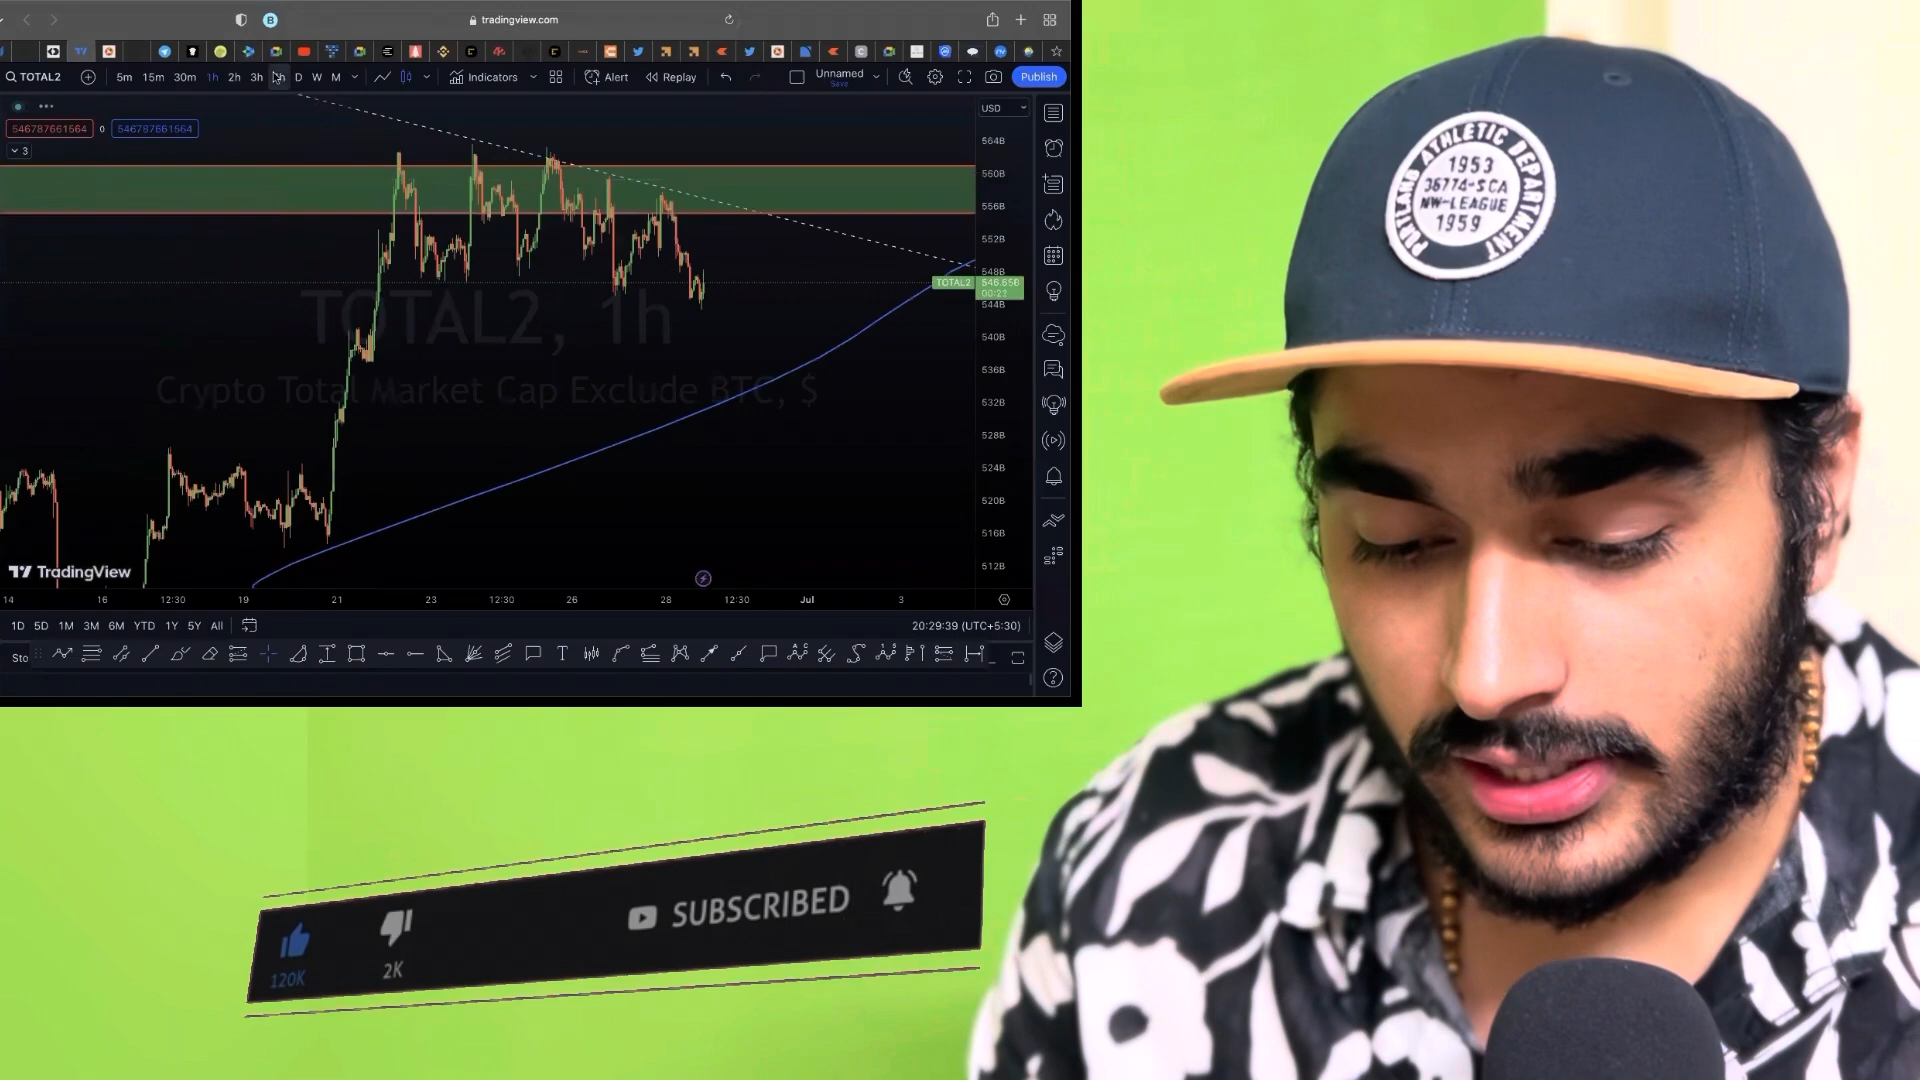 tradingview.com
TOTAL2 5m 15m 30m 1h 2h 3h 4h D W M Indicators Alert Replay Unnamed Publish
Save
USD
546787661564 0 546787661564
3
564B
560B
556B
552B
548B
TOTAL2 546.65B
544B
540B
536B
532B
528B
524B
520B
516B
512B
TOTAL2, 1h
Crypto Total Market Cap Exclude BTC, $
TradingView
14 16 12:30 19 21 23 12:30 26 28 12:30 Jul 3
1D 5D 1M 3M 6M YTD 1Y 5Y All 20:29:39 (UTC+5:30)
Sto
120K
2K
SUBSCRIBED
ATHLETIC DEPARTMENT
1953
36774-SCA
NW-LEAGUE
1959